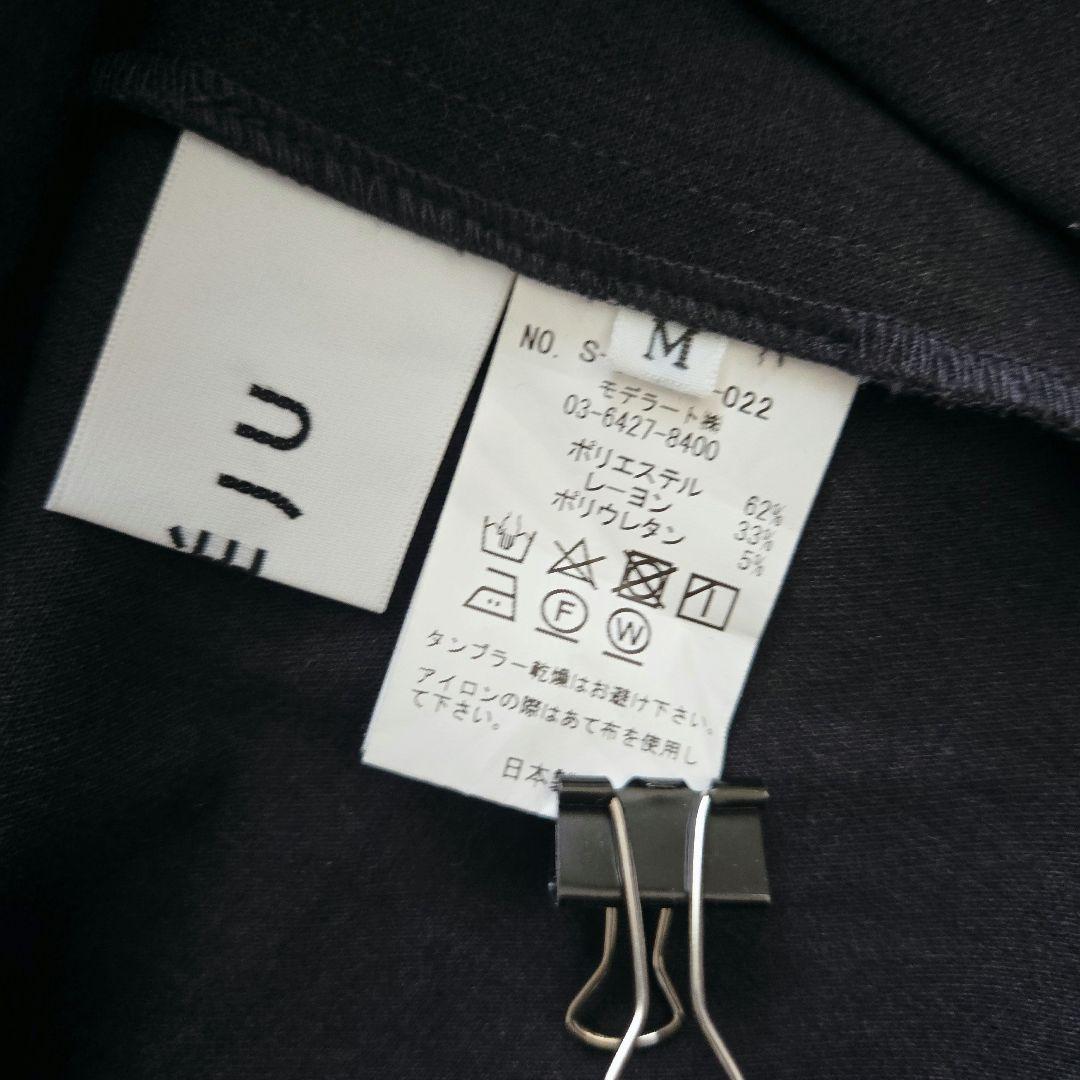 M
NO. S-
-022
モデラート㈱
03-6427-8400
ポリエステル 62%
レーヨン 33%
ポリウレタン 5%
F
W
タンブラー乾燥はお避け下さい。
アイロンの際はあて布を使用し
て下さい。
日本製